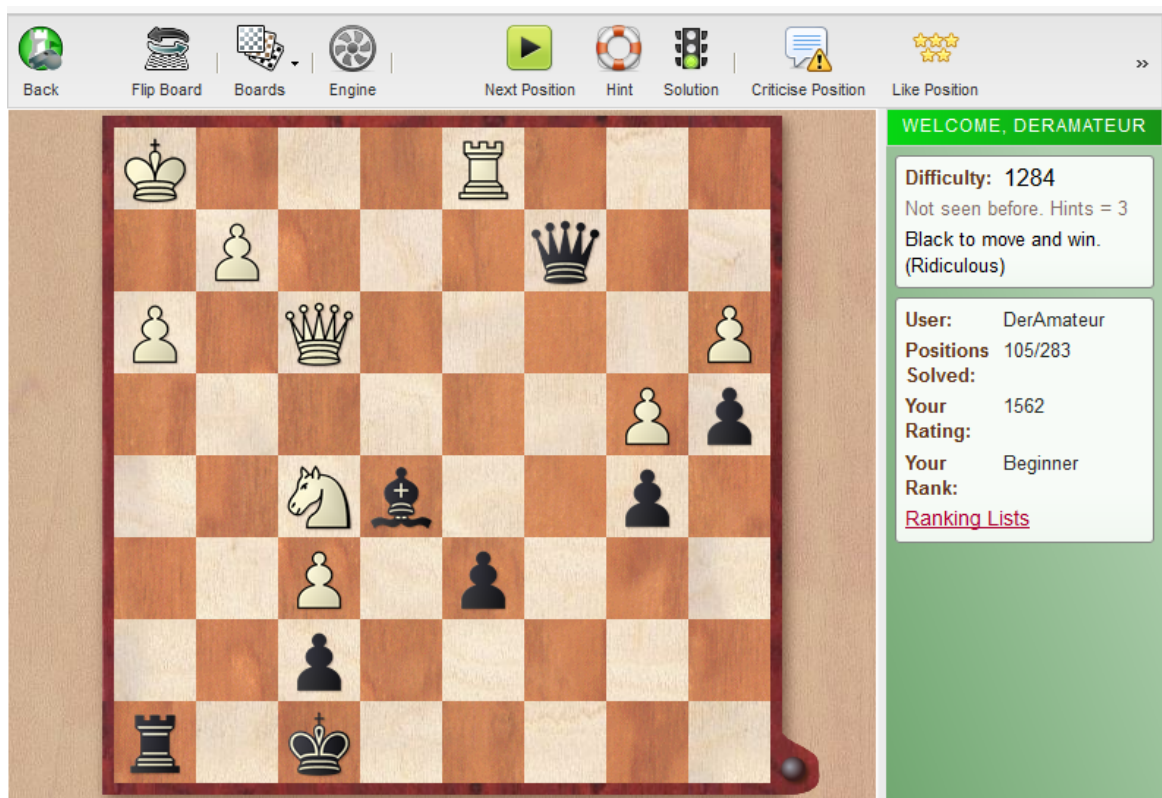 Back
Flip Board
Boards
Engine
Next Position
Hint
Solution
Criticise Position
Like Position
»
WELCOME, DERAMATEUR
Difficulty: 1284
Not seen before. Hints = 3
Black to move and win.
(Ridiculous)
User: DerAmateur
Positions 105/283
Solved:
Your 1562
Rating:
Your Beginner
Rank:
Ranking Lists